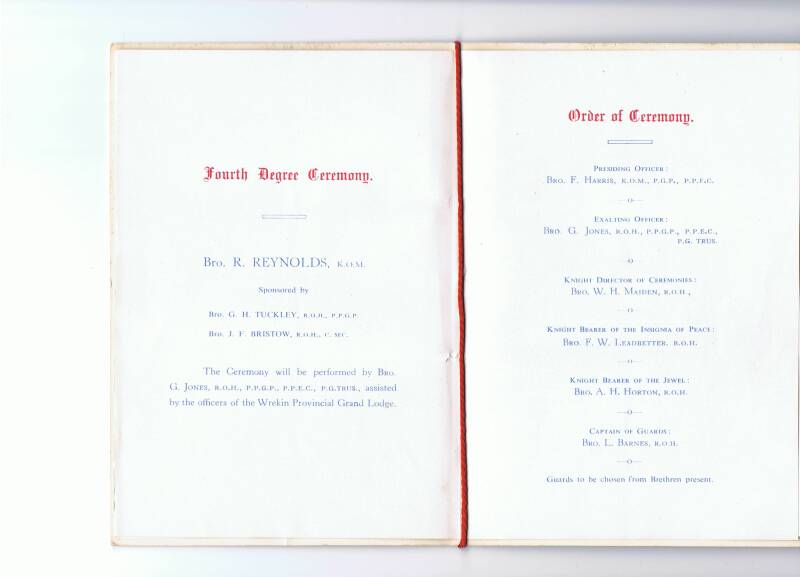 Fourth Degree Ceremony.
Bro. R. REYNOLDS, K.O.M.
Sponsored by
Bro. G. H. TUCKLEY, R.O.H., P.P.G.P.
Bro. J. F. BRISTOW, R.O.H., C. SEC.
The Ceremony will be performed by Bro.
G. Jones, R.O.H., P.P.G.P., P.P.E.C., P.G.TRUS., assisted
by the officers of the Wrekin Provincial Grand Lodge.
Order of Ceremony.
Presiding Officer:
Bro. F. Harris, K.O.M., P.G.P., P.P.E.C.
—o—
Exalting Officer:
Bro. G. Jones, R.O.H., P.P.G.P., P.P.E.C.,
P.G. TRUS.
—o—
Knight Director of Ceremonies:
Bro. W. H. Maiden, R.O.H.,
—o—
Knight Bearer of the Insignia of Peace:
Bro. F. W. Leadbetter. R.O.H.
—o—
Knight Bearer of the Jewel:
Bro. A. H. Horton, R.O.H.
—o—
Captain of Guards:
Bro. L. Barnes, R.O.H.
—o—
Guards to be chosen from Brethren present.